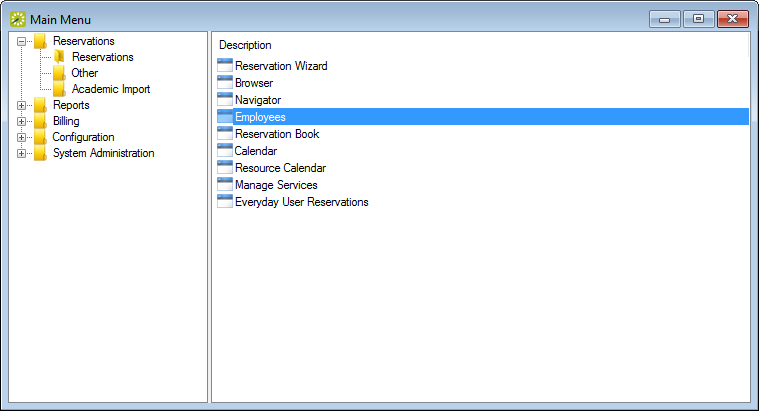 Main Menu
Reservations
Reservations
Other
Academic Import
Reports
Billing
Configuration
System Administration
Description
Reservation Wizard
Browser
Navigator
Employees
Reservation Book
Calendar
Resource Calendar
Manage Services
Everyday User Reservations